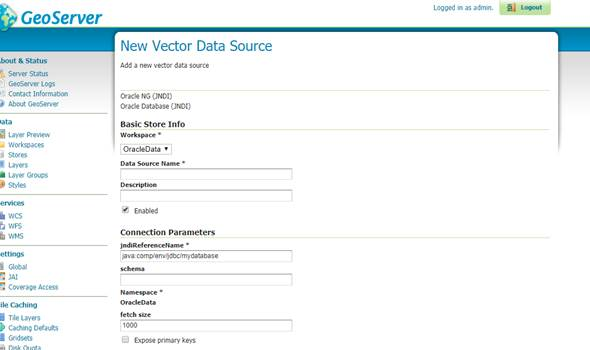 GeoServer
Logged in as admin.
Logout
New Vector Data Source
Add a new vector data source
Oracle NG (JNDI)
Oracle Database (JNDI)
Basic Store Info
Workspace *
OracleData
Data Source Name *
Description
Enabled
Connection Parameters
jndiReferenceName *
java:comp/env/jdbc/mydatabase
schema
Namespace *
OracleData
fetch size
1000
Expose primary keys
bout & Status
Server Status
GeoServer Logs
Contact Information
About GeoServer
ata
Layer Preview
Workspaces
Stores
Layers
Layer Groups
Styles
ervices
WCS
WFS
WMS
ettings
Global
JAI
Coverage Access
ile Caching
Tile Layers
Caching Defaults
Gridsets
Disk Quota